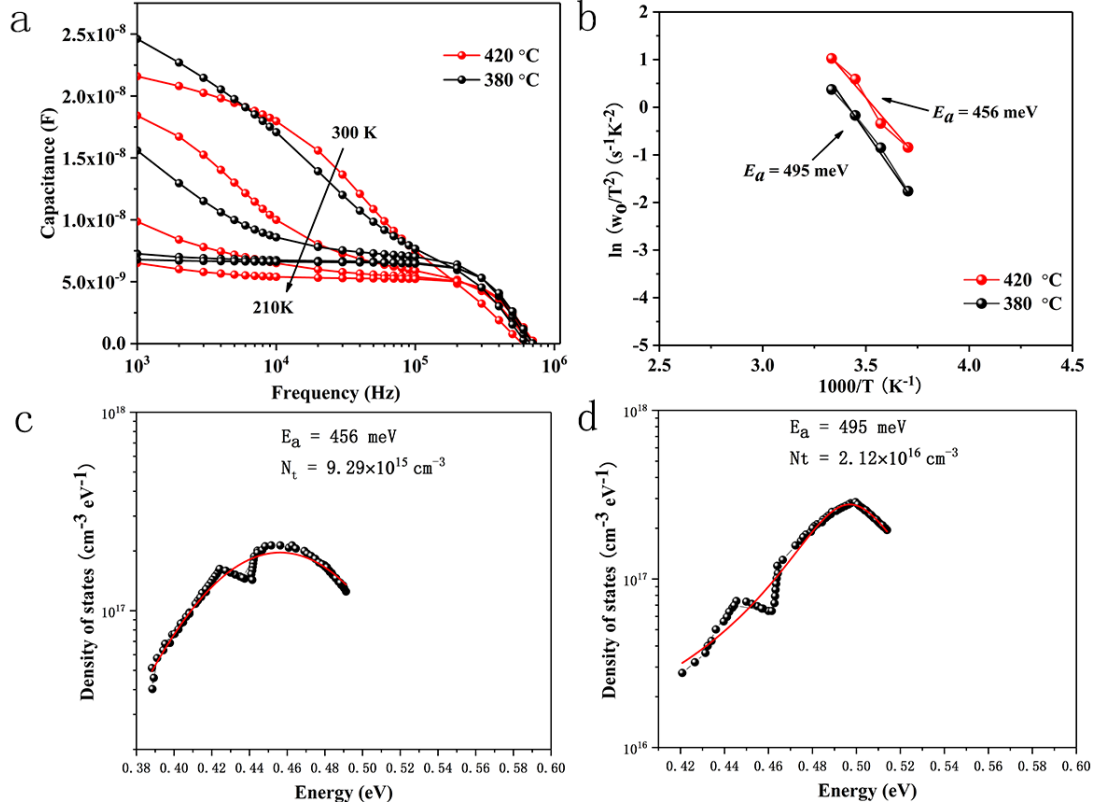 a
2.5x10⁻⁸
2.0x10⁻⁸
1.5x10⁻⁸
1.0x10⁻⁸
5.0x10⁻⁹
0.0
Capacitance (F)
420 °C
380 °C
300 K
210K
10³ 10⁴ 10⁵ 10⁶
Frequency (Hz)
b
2
1
0
-1
-2
-3
-4
-5
ln (w₀/T²) (s⁻¹K⁻²)
Eₐ = 456 meV
Eₐ = 495 meV
420 °C
380 °C
2.5 3.0 3.5 4.0 4.5
1000/T (K⁻¹)
c
10¹⁸
10¹⁷
Density of states (cm⁻³ eV⁻¹)
Eₐ = 456 meV
Nₜ = 9.29×10¹⁵ cm⁻³
0.38 0.40 0.42 0.44 0.46 0.48 0.50 0.52 0.54 0.56 0.58 0.60
Energy (eV)
d
10¹⁸
10¹⁷
10¹⁶
Density of states (cm⁻³ eV⁻¹)
Eₐ = 495 meV
Nt = 2.12×10¹⁶ cm⁻³
0.42 0.44 0.46 0.48 0.50 0.52 0.54 0.56 0.58 0.60
Energy (eV)